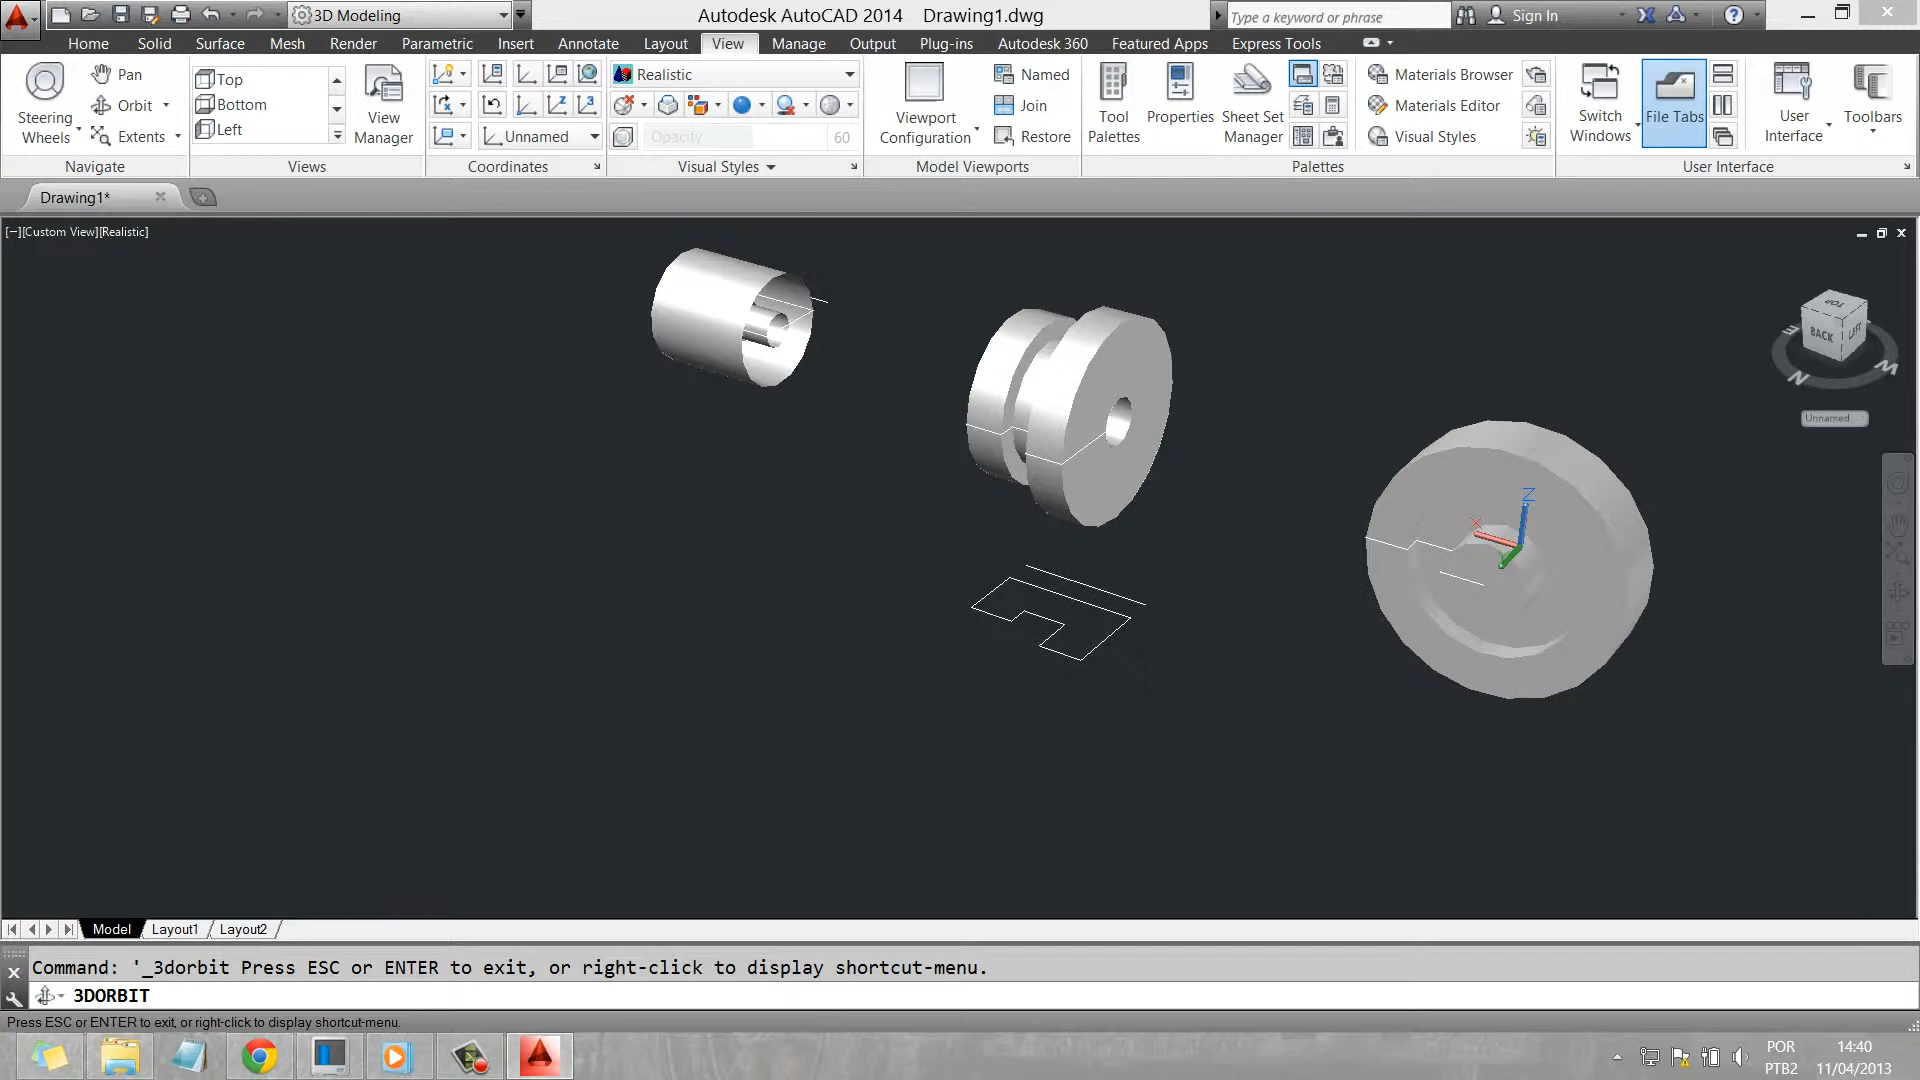 3D Modeling
Autodesk AutoCAD 2014 Drawing1.dwg
Type a keyword or phrase
Sign In
Home Solid Surface Mesh Render Parametric Insert Annotate Layout View Manage Output Plug-ins Autodesk 360 Featured Apps Express Tools
Steering Wheels
Pan
Orbit
Extents
Navigate
Top
Bottom
Left
View Manager
Views
Unnamed
Coordinates
Realistic
Opacity 60
Visual Styles
Viewport Configuration
Named
Join
Restore
Model Viewports
Tool Palettes
Properties
Sheet Set Manager
Materials Browser
Materials Editor
Visual Styles
Palettes
Switch Windows
File Tabs
User Interface
Toolbars
User Interface
Drawing1*
[−][Custom View][Realistic]
TOP
BACK
LEFT
E
N
M
Unnamed
Z
X
Y
Model Layout1 Layout2
Command: '_3dorbit Press ESC or ENTER to exit, or right-click to display shortcut-menu.
3DORBIT
Press ESC or ENTER to exit, or right-click to display shortcut-menu.
POR
PTB2
14:40
11/04/2013